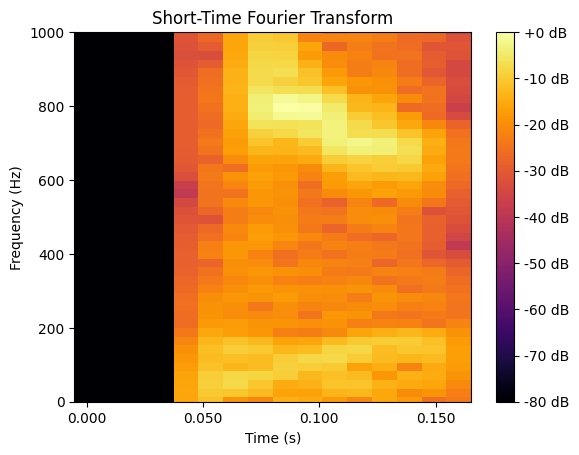 Short-Time Fourier Transform
1000
800
600
400
200
0
Frequency (Hz)
0.000
0.050
0.100
0.150
Time (s)
+0 dB
-10 dB
-20 dB
-30 dB
-40 dB
-50 dB
-60 dB
-70 dB
-80 dB